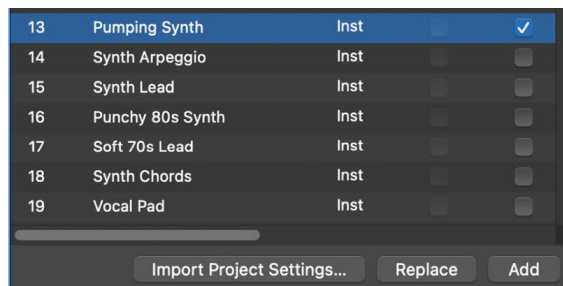 13 Pumping Synth Inst
14 Synth Arpeggio Inst
15 Synth Lead Inst
16 Punchy 80s Synth Inst
17 Soft 70s Lead Inst
18 Synth Chords Inst
19 Vocal Pad Inst
Import Project Settings... Replace Add